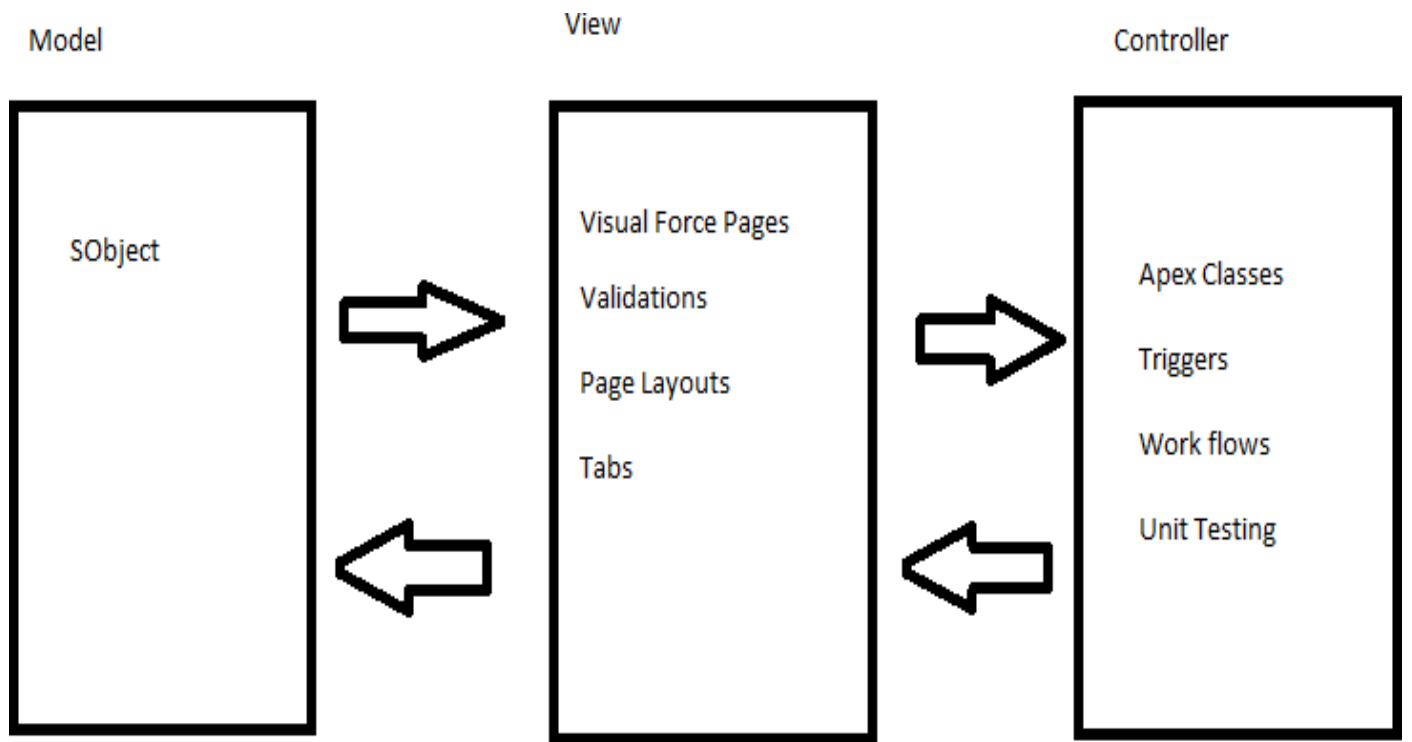 Model
View
Controller
SObject
Visual Force Pages
Validations
Page Layouts
Tabs
Apex Classes
Triggers
Work flows
Unit Testing